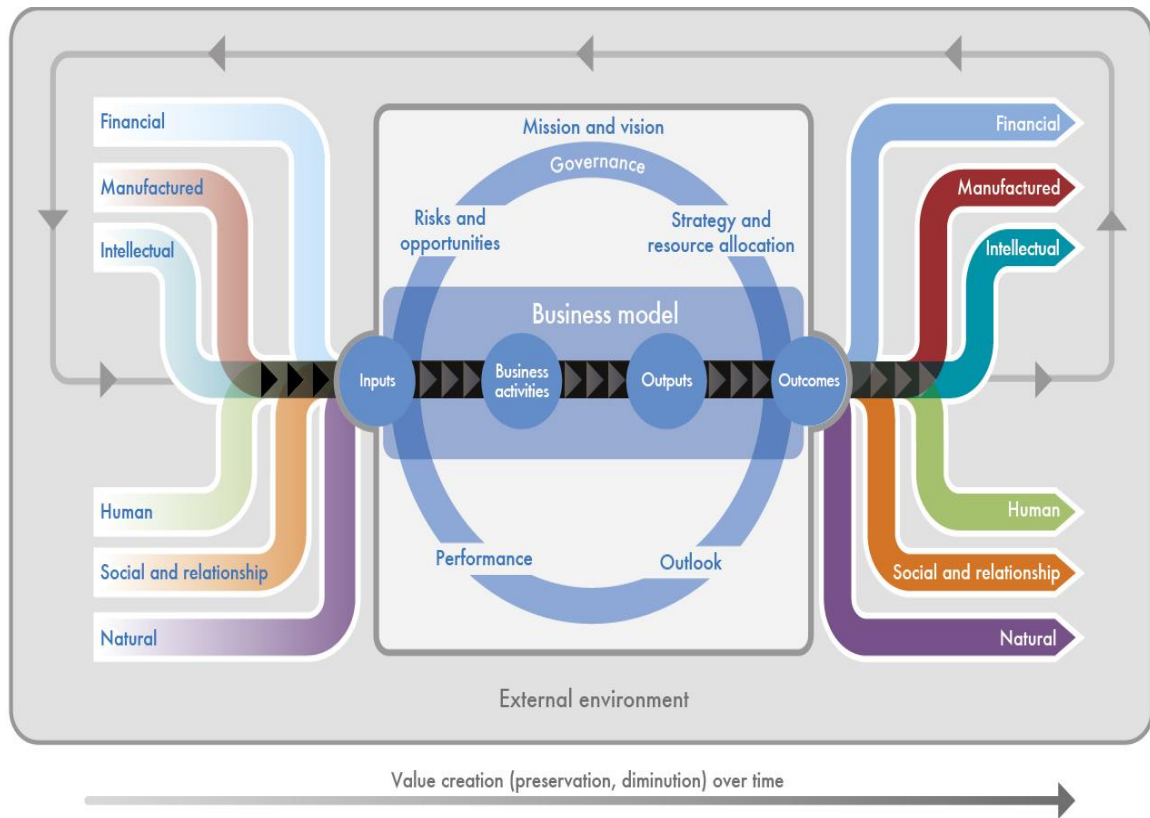 Financial
Manufactured
Intellectual
Human
Social and relationship
Natural
Mission and vision
Governance
Risks and
opportunities
Strategy and
resource allocation
Business model
Inputs
Business
activities
Outputs
Outcomes
Performance
Outlook
Financial
Manufactured
Intellectual
Human
Social and relationship
Natural
External environment
Value creation (preservation, diminution) over time